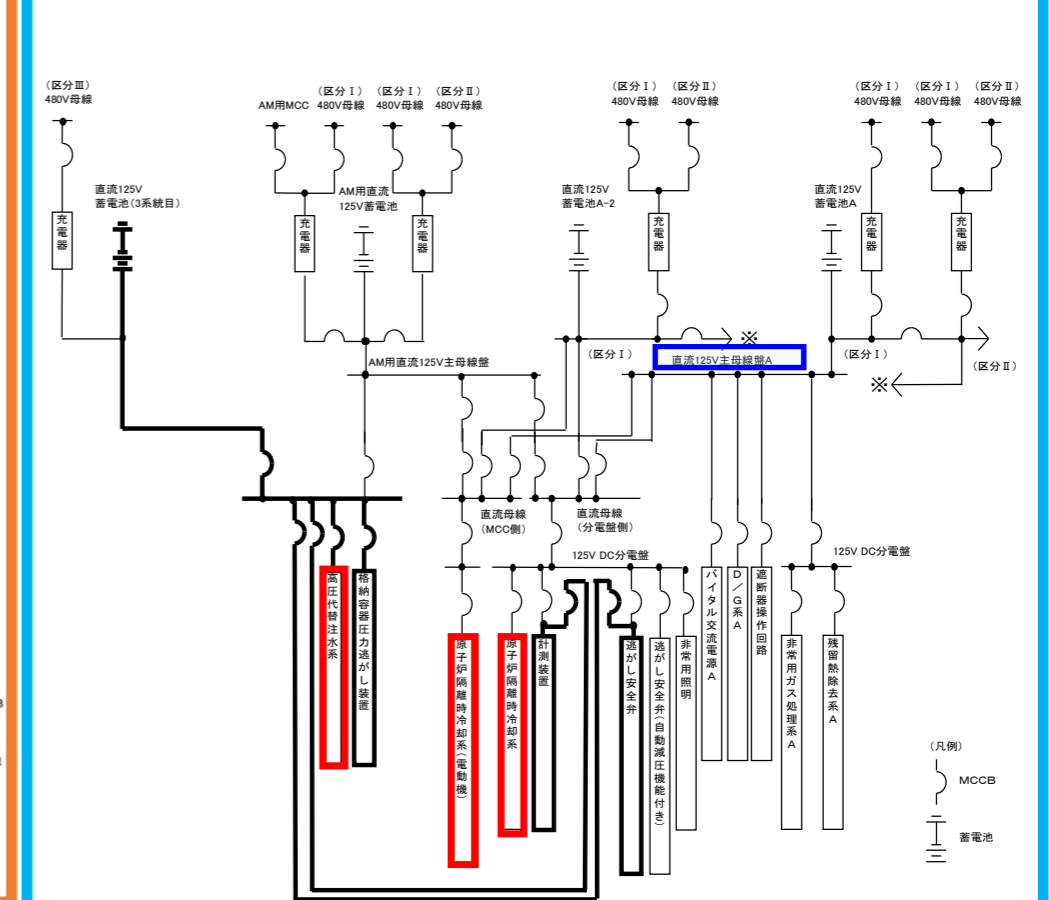 (区分Ⅲ)
480V母線
AM用MCC
(区分Ⅰ)
480V母線
(区分Ⅰ)
480V母線
(区分Ⅱ)
480V母線
(区分Ⅰ)
480V母線
(区分Ⅱ)
480V母線
(区分Ⅰ)
480V母線
(区分Ⅰ)
480V母線
(区分Ⅱ)
480V母線
直流125V
蓄電池(3系統目)
AM用直流
125V蓄電池
直流125V
蓄電池A-2
直流125V
蓄電池A
充電器
充電器
充電器
充電器
充電器
充電器
※
(区分Ⅰ)
直流125V主母線盤A
(区分Ⅰ)
(区分Ⅱ)
AM用直流125V主母線盤
※
直流母線
(MCC側)
直流母線
(分電盤側)
125V DC分電盤
125V DC分電盤
高圧代替注水系
格納容器圧力逃がし装置
原子炉隔離時冷却系(電動機)
原子炉隔離時冷却系
計測装置
逃がし安全弁
逃がし安全弁(自動減圧機能付き)
非常用照明
バイタル交流電源A
D/G系A
遮断器操作回路
非常用ガス処理系A
残留熱除去系A
(凡例)
MCCB
蓄電池